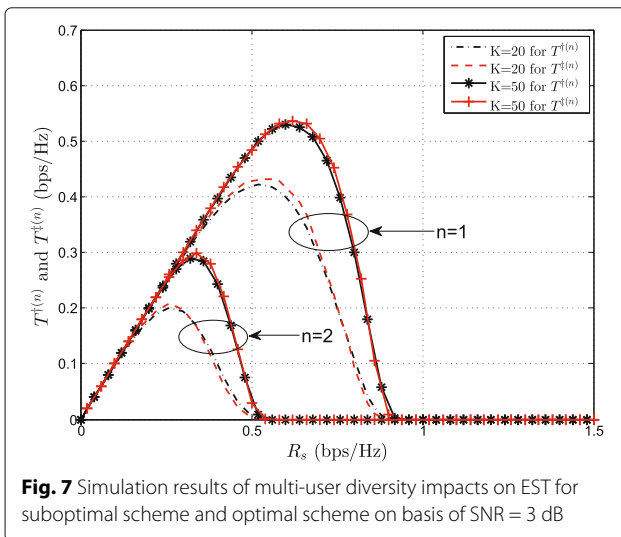 0.7
0.6
0.5
0.4
0.3
0.2
0.1
0
T†(n) and T‡(n) (bps/Hz)
K=20 for T†(n)
K=20 for T‡(n)
K=50 for T†(n)
K=50 for T‡(n)
n=1
n=2
0 0.5 1 1.5
Rs (bps/Hz)
Fig. 7 Simulation results of multi-user diversity impacts on EST for
suboptimal scheme and optimal scheme on basis of SNR = 3 dB